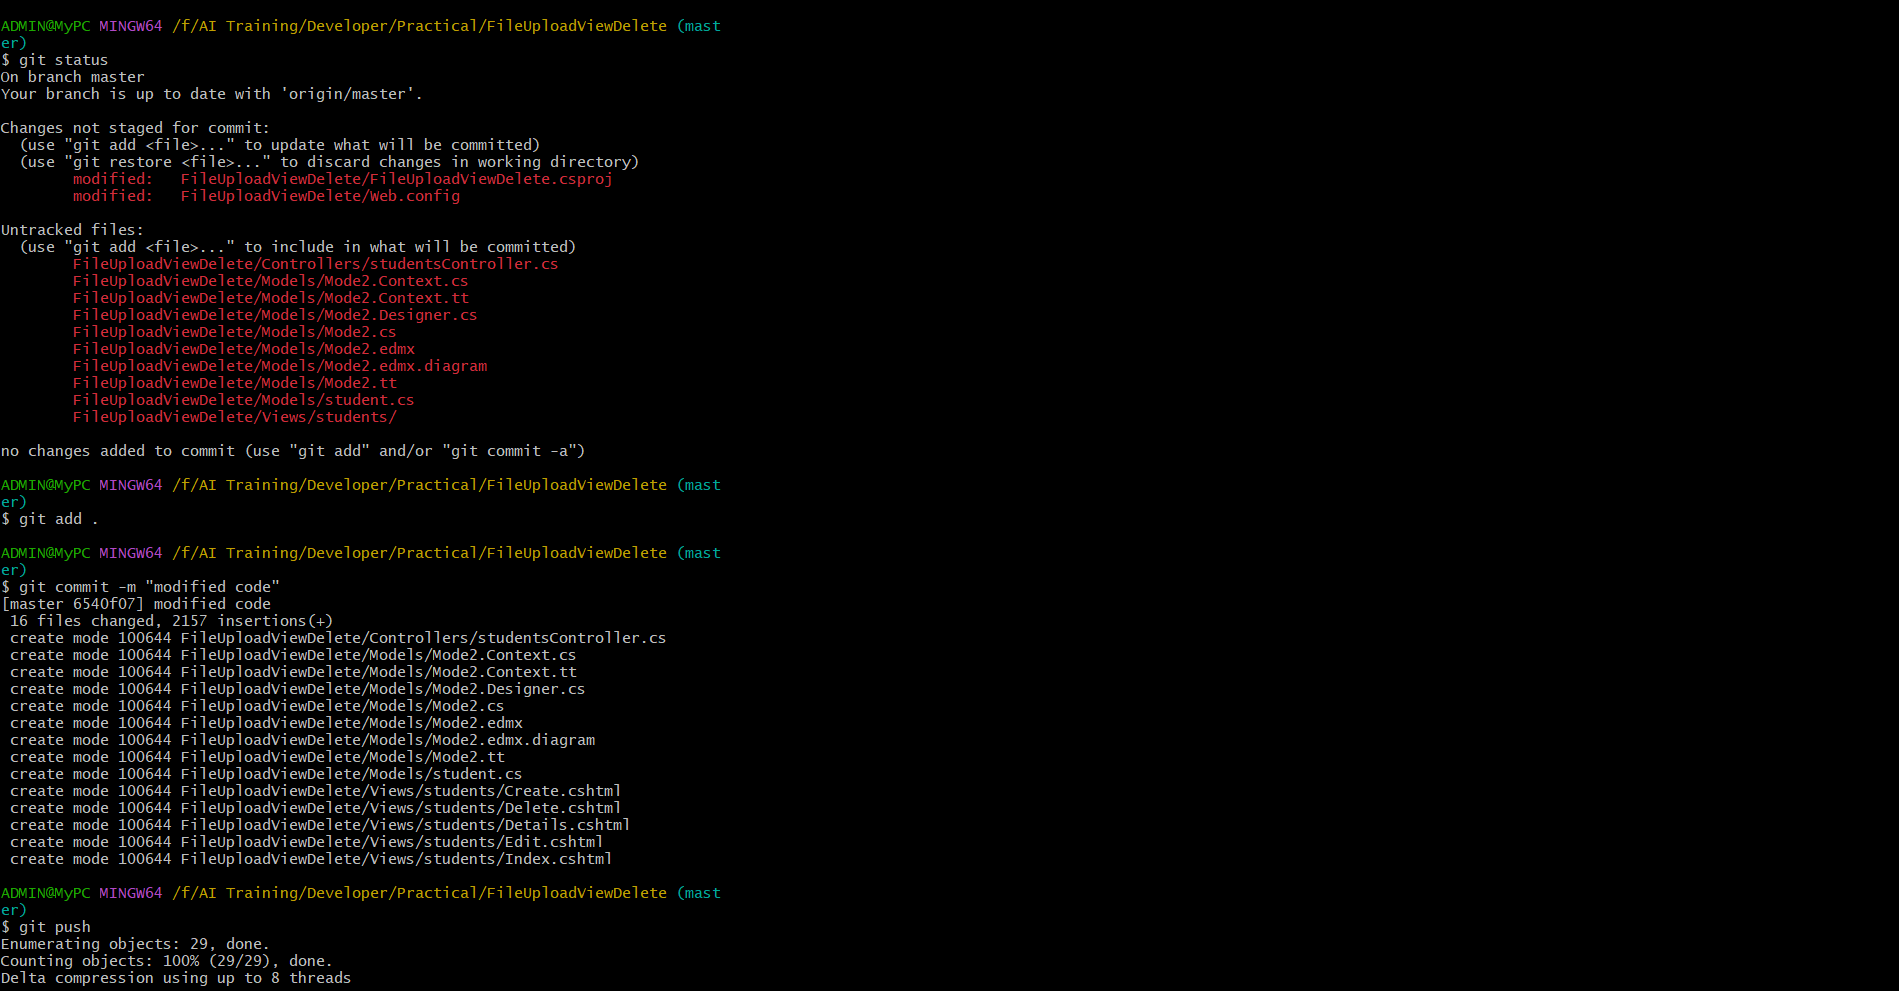 ADMIN@MyPC MINGW64 /f/AI Training/Developer/Practical/FileUploadViewDelete (mast
er)
$ git status
On branch master
Your branch is up to date with 'origin/master'.
Changes not staged for commit:
  (use "git add <file>..." to update what will be committed)
  (use "git restore <file>..." to discard changes in working directory)
        modified:   FileUploadViewDelete/FileUploadViewDelete.csproj
        modified:   FileUploadViewDelete/Web.config
Untracked files:
  (use "git add <file>..." to include in what will be committed)
        FileUploadViewDelete/Controllers/studentsController.cs
        FileUploadViewDelete/Models/Mode2.Context.cs
        FileUploadViewDelete/Models/Mode2.Context.tt
        FileUploadViewDelete/Models/Mode2.Designer.cs
        FileUploadViewDelete/Models/Mode2.cs
        FileUploadViewDelete/Models/Mode2.edmx
        FileUploadViewDelete/Models/Mode2.edmx.diagram
        FileUploadViewDelete/Models/Mode2.tt
        FileUploadViewDelete/Models/student.cs
        FileUploadViewDelete/Views/students/
no changes added to commit (use "git add" and/or "git commit -a")
ADMIN@MyPC MINGW64 /f/AI Training/Developer/Practical/FileUploadViewDelete (mast
er)
$ git add .
ADMIN@MyPC MINGW64 /f/AI Training/Developer/Practical/FileUploadViewDelete (mast
er)
$ git commit -m "modified code"
[master 6540f07] modified code
 16 files changed, 2157 insertions(+)
 create mode 100644 FileUploadViewDelete/Controllers/studentsController.cs
 create mode 100644 FileUploadViewDelete/Models/Mode2.Context.cs
 create mode 100644 FileUploadViewDelete/Models/Mode2.Context.tt
 create mode 100644 FileUploadViewDelete/Models/Mode2.Designer.cs
 create mode 100644 FileUploadViewDelete/Models/Mode2.cs
 create mode 100644 FileUploadViewDelete/Models/Mode2.edmx
 create mode 100644 FileUploadViewDelete/Models/Mode2.edmx.diagram
 create mode 100644 FileUploadViewDelete/Models/Mode2.tt
 create mode 100644 FileUploadViewDelete/Models/student.cs
 create mode 100644 FileUploadViewDelete/Views/students/Create.cshtml
 create mode 100644 FileUploadViewDelete/Views/students/Delete.cshtml
 create mode 100644 FileUploadViewDelete/Views/students/Details.cshtml
 create mode 100644 FileUploadViewDelete/Views/students/Edit.cshtml
 create mode 100644 FileUploadViewDelete/Views/students/Index.cshtml
ADMIN@MyPC MINGW64 /f/AI Training/Developer/Practical/FileUploadViewDelete (mast
er)
$ git push
Enumerating objects: 29, done.
Counting objects: 100% (29/29), done.
Delta compression using up to 8 threads